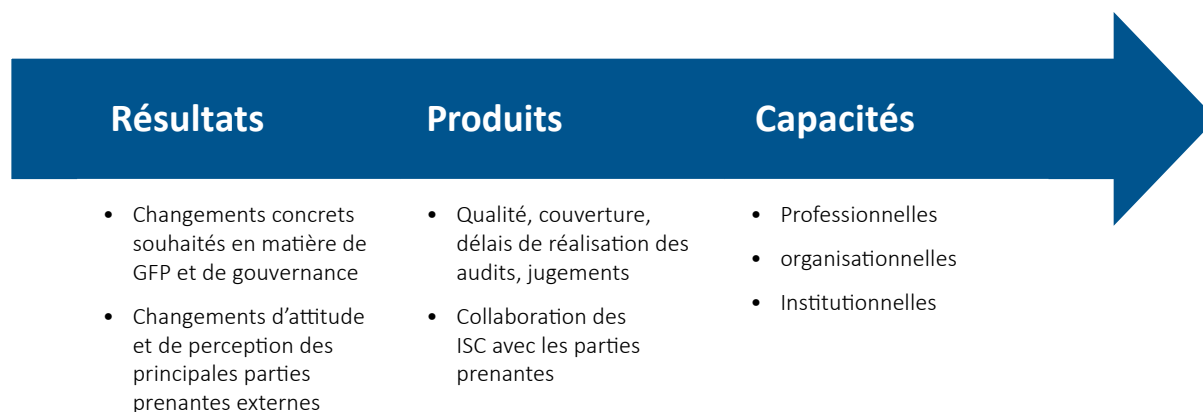 Résultats
Produits
Capacités
• Changements concrets
souhaités en matière de
GFP et de gouvernance
• Changements d’attitude
et de perception des
principales parties
prenantes externes
• Qualité, couverture,
délais de réalisation des
audits, jugements
• Collaboration des
ISC avec les parties
prenantes
• Professionnelles
• organisationnelles
• Institutionnelles